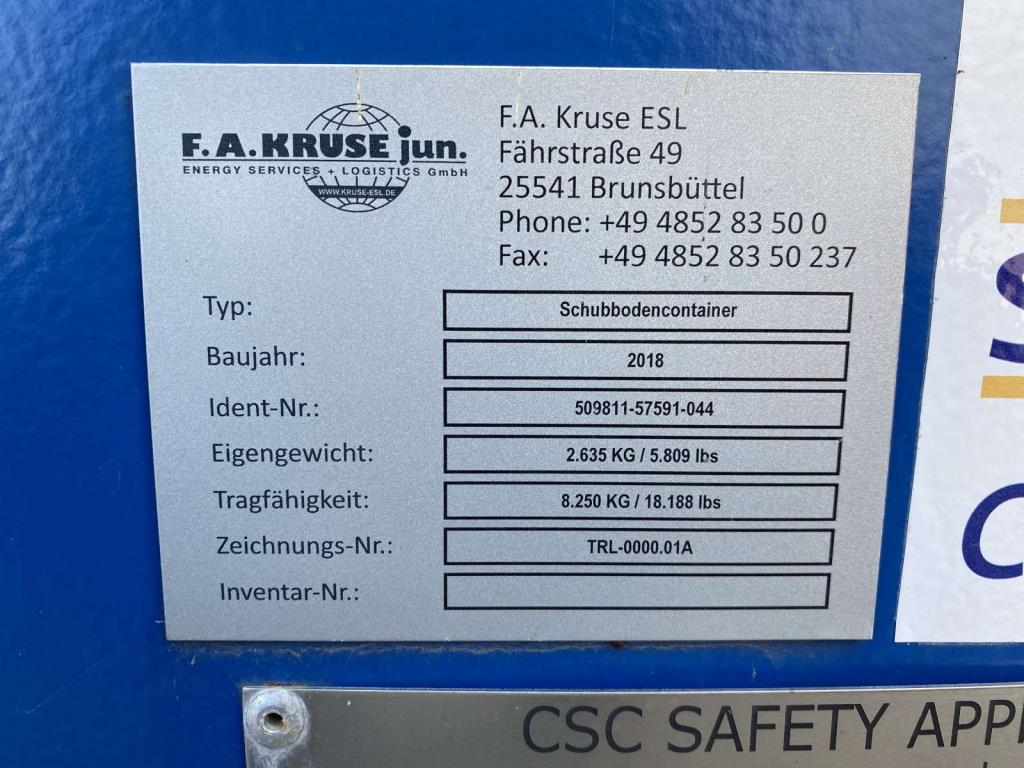 F.A. KRUSE jun.
ENERGY SERVICES + LOGISTICS GmbH
WWW.KRUSE-ESL.DE
F.A. Kruse ESL
Fährstraße 49
25541 Brunsbüttel
Phone: +49 4852 83 50 0
Fax: +49 4852 83 50 237
Typ: Schubbodencontainer
Baujahr: 2018
Ident-Nr.: 509811-57591-044
Eigengewicht: 2.635 KG / 5.809 lbs
Tragfähigkeit: 8.250 KG / 18.188 lbs
Zeichnungs-Nr.: TRL-0000.01A
Inventar-Nr.:
CSC SAFETY